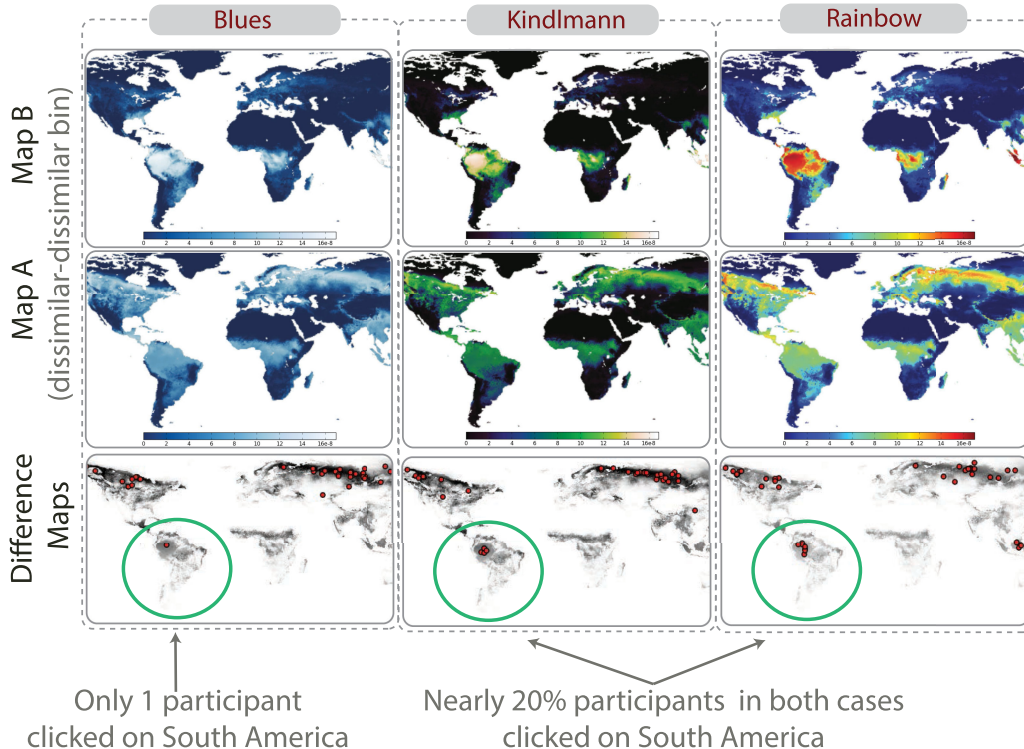 Blues
Kindlmann
Rainbow
Map B
Map A
(dissimilar-dissimilar bin)
0 2 4 6 8 10 12 14 16e-8
0 2 4 6 8 10 12 14 16e-8
0 2 4 6 8 10 12 14 16e-8
0 2 4 6 8 10 12 14 16e-8
0 2 4 6 8 10 12 14 16e-8
0 2 4 6 8 10 12 14 16e-8
Difference
Maps
Only 1 participant
clicked on South America
Nearly 20% participants in both cases
clicked on South America